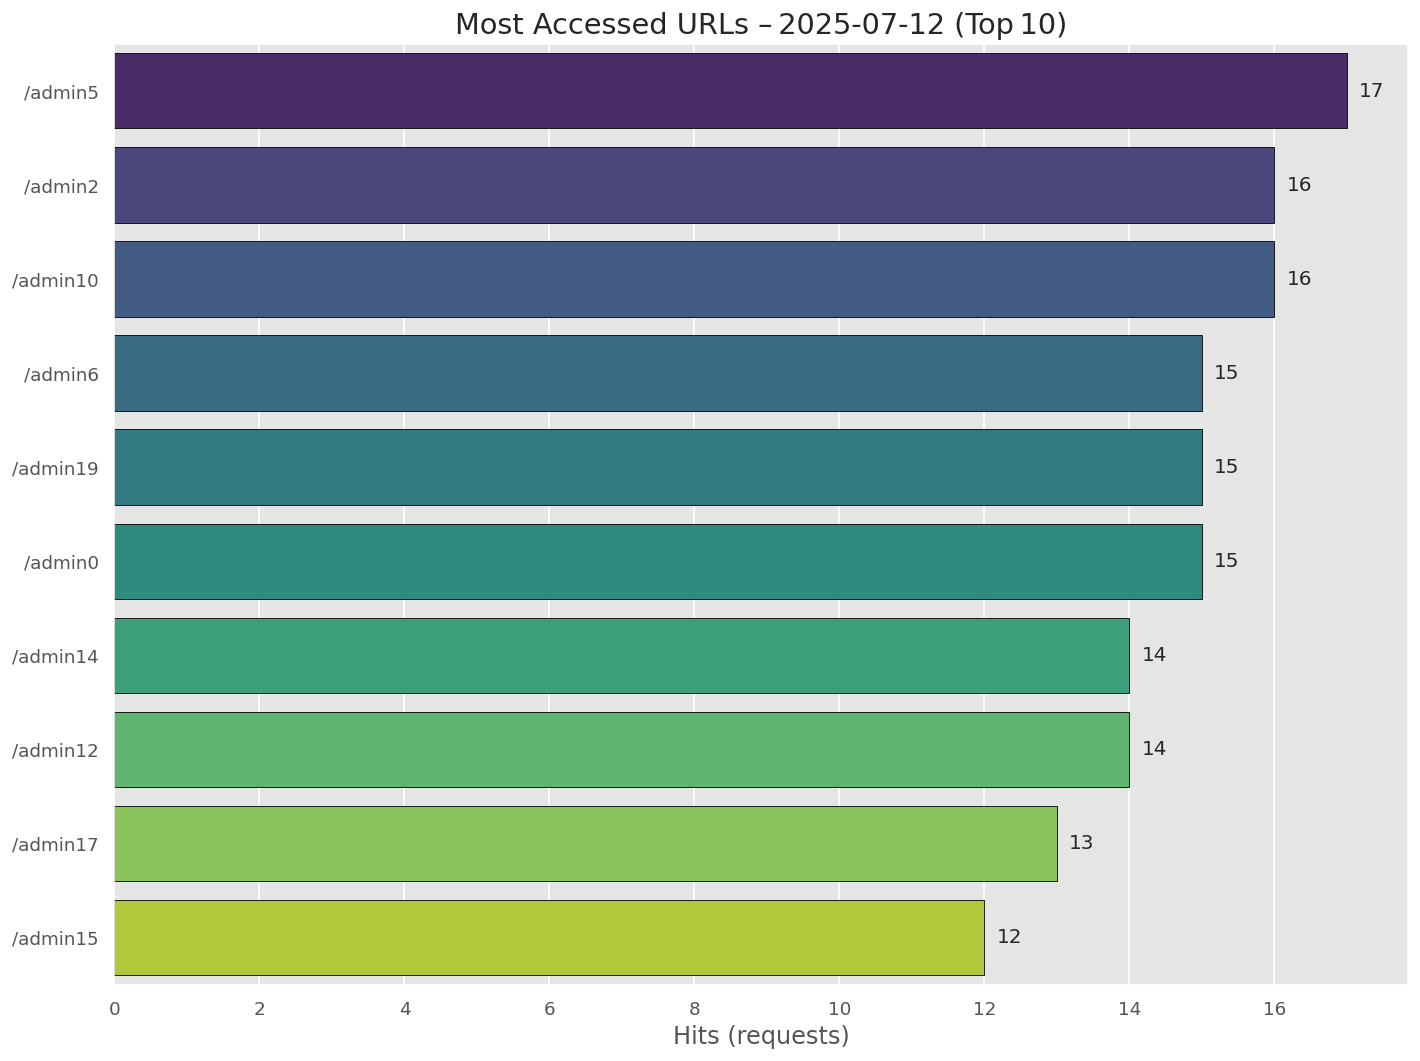 Most Accessed URLs – 2025-07-12 (Top 10)
/admin5 17
/admin2 16
/admin10 16
/admin6 15
/admin19 15
/admin0 15
/admin14 14
/admin12 14
/admin17 13
/admin15 12
0 2 4 6 8 10 12 14 16
Hits (requests)